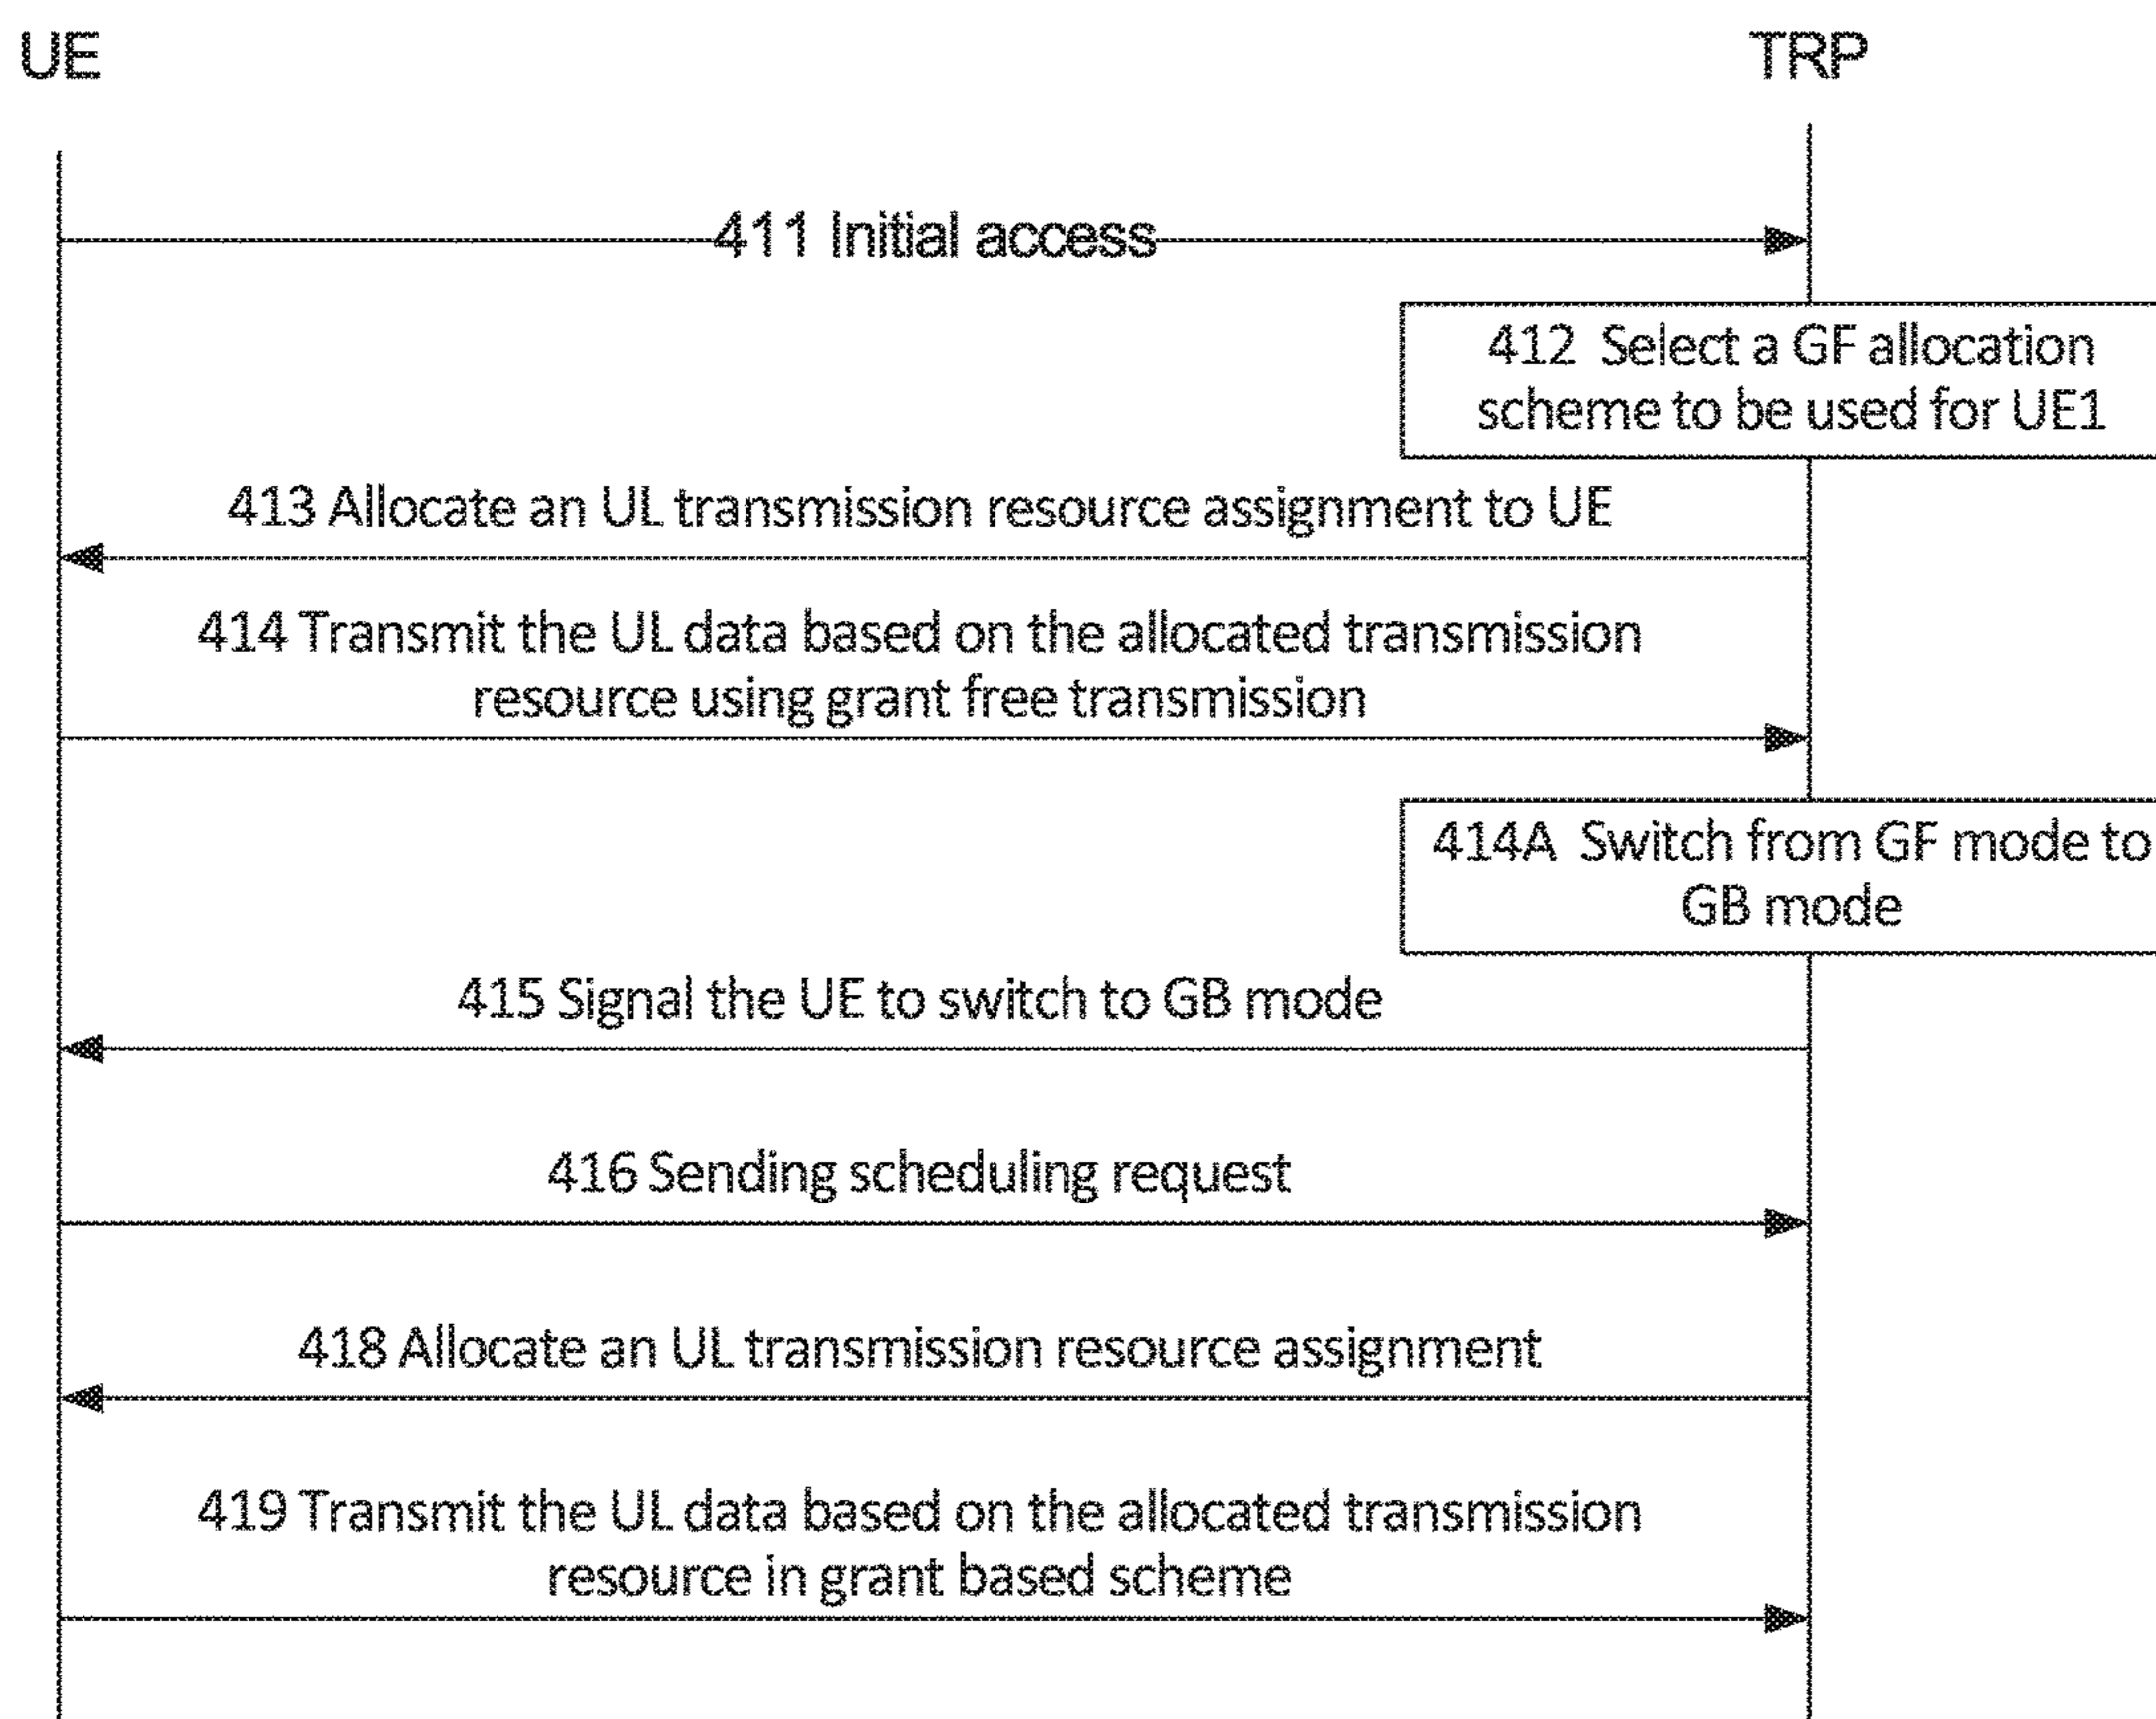 UE
TRP
411 Initial access
412 Select a GF allocation
scheme to be used for UE1
413 Allocate an UL transmission resource assignment to UE
414 Transmit the UL data based on the allocated transmission
resource using grant free transmission
414A Switch from GF mode to
GB mode
415 Signal the UE to switch to GB mode
416 Sending scheduling request
418 Allocate an UL transmission resource assignment
419 Transmit the UL data based on the allocated transmission
resource in grant based scheme